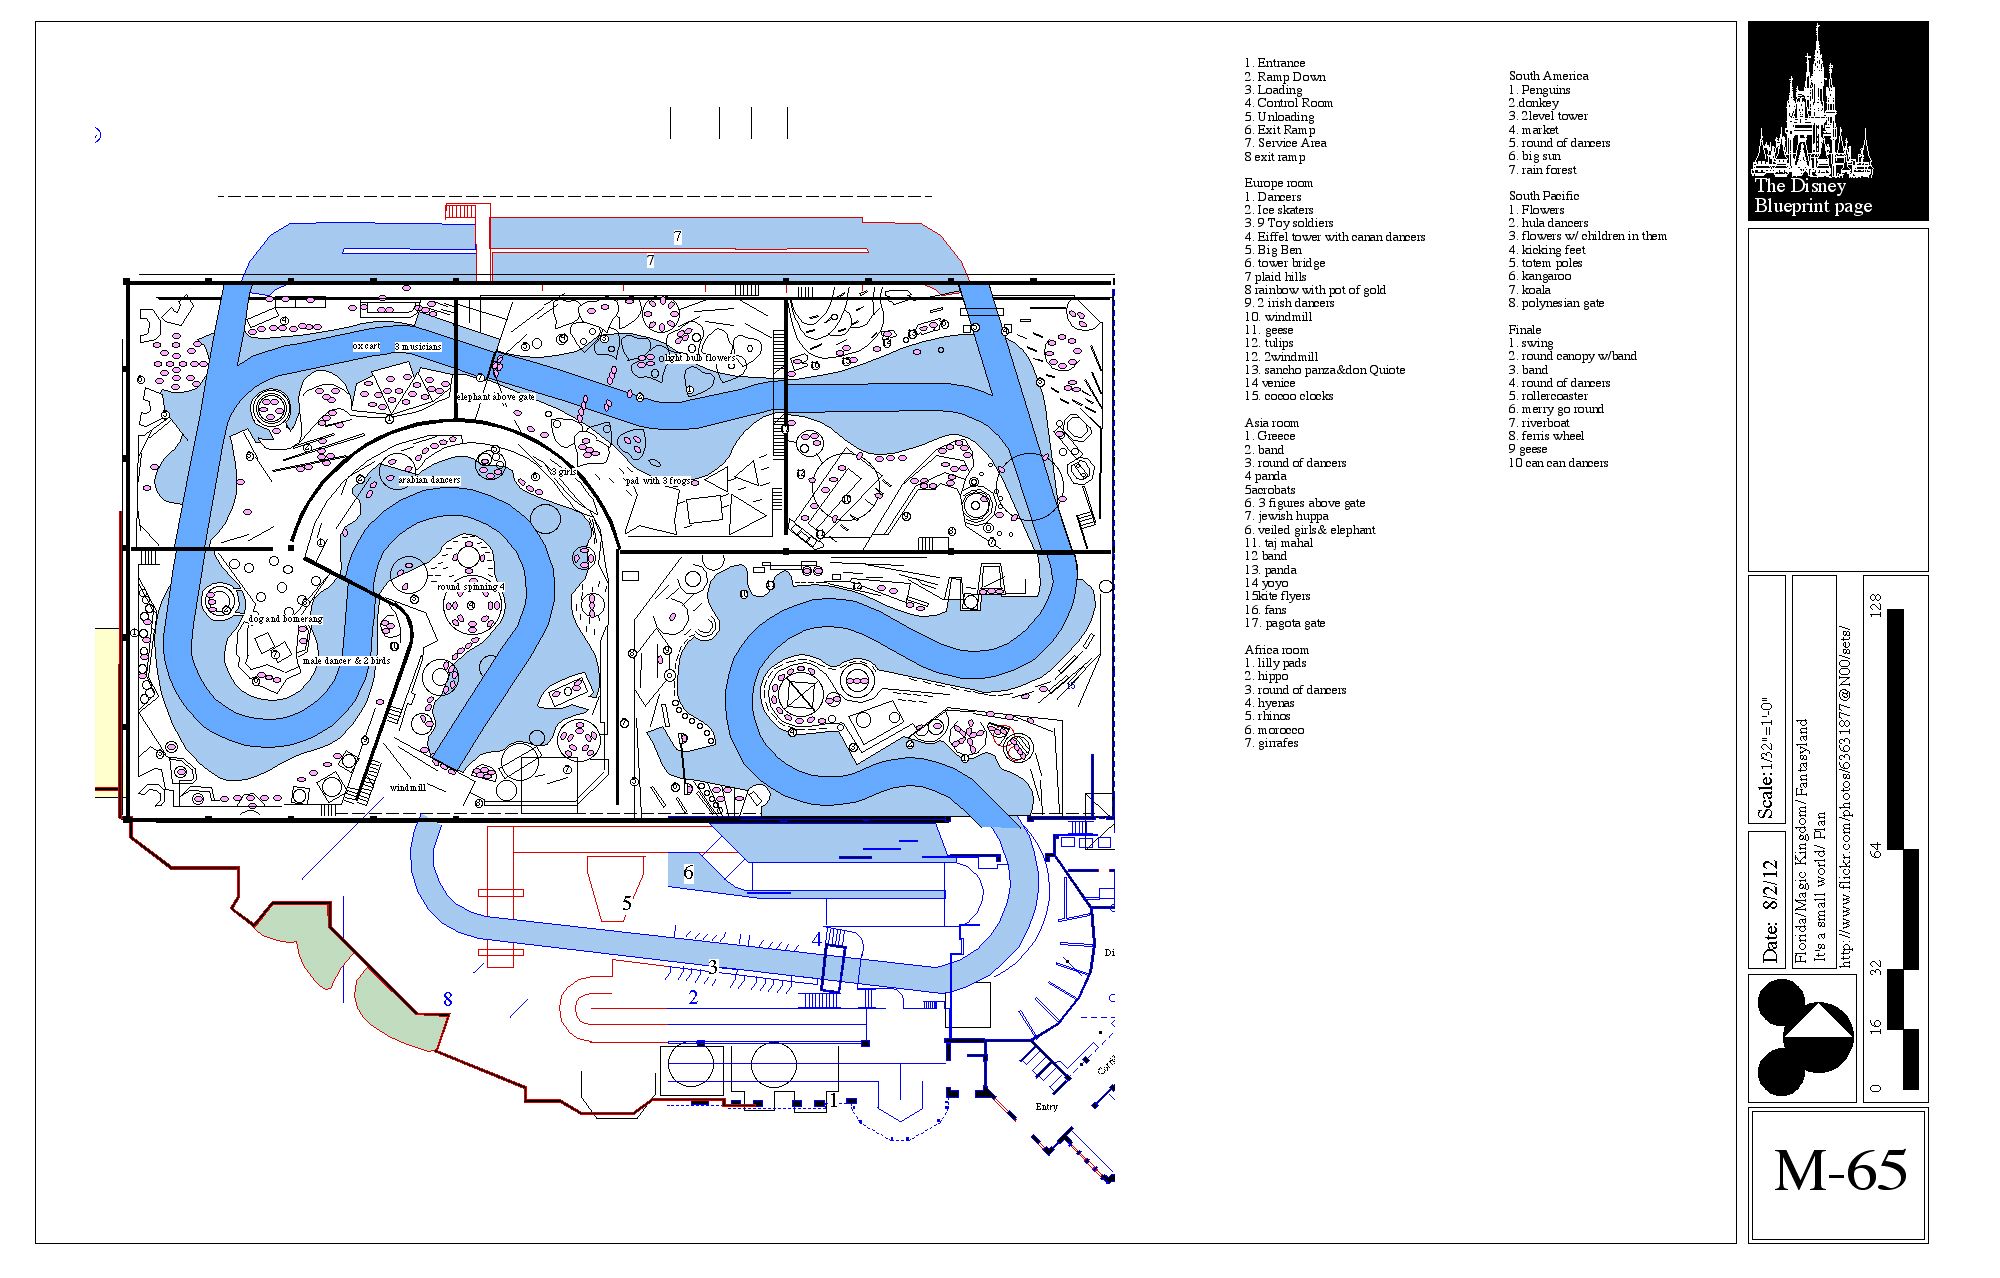 1. Entrance
2. Ramp Down
3. Loading
4. Control Room
5. Unloading
6. Exit Ramp
7. Service Area
8 exit ramp
Europe room
1. Dancers
2. Ice skaters
3. 9 Toy soldiers
4. Eiffel tower with canan dancers
5. Big Ben
6. tower bridge
7 plaid hills
8 rainbow with pot of gold
9. 2 irish dancers
10. windmill
11. geese
12. tulips
12. 2windmill
13. sancho panza&don Quiote
14 venice
15. cocoo clocks
Asia room
1. Greece
2. band
3. round of dancers
4 panda
5acrobats
6. 3 figures above gate
7. jewish huppa
6. veiled girls& elephant
11. taj mahal
12 band
13. panda
14 yoyo
15kite flyers
16. fans
17. pagota gate
Africa room
1. lilly pads
2. hippo
3. round of dancers
4. hyenas
5. rhinos
6. morocco
7. girrafes
South America
1. Penguins
2.donkey
3. 2level tower
4. market
5. round of dancers
6. big sun
7. rain forest
South Pacific
1. Flowers
2. hula dancers
3. flowers w/ children in them
4. kicking feet
5. totem poles
6. kangaroo
7. koala
8. polynesian gate
Finale
1. swing
2. round canopy w/band
3. band
4. round of dancers
5. rollercoaster
6. merry go round
7. riverboat
8. ferris wheel
9 geese
10 can can dancers
The Disney
Blueprint page
7
7
ox cart
3 musicians
light bulb flowers
elephant above gate
3 girls
arabian dancers
pad with 3 frogs
round spinning 4
dog and bomerang
male dancer & 2 birds
windmill
15
6
5
4
3
2
8
1
Entry
Di
Scale:1/32"=1'-0"
Date: 8/2/12
Florida/Magic Kingdom/ Fantasyland
It's a small world/ Plan
http://www.flickr.com/photos/63631877@N00/sets/
128
64
32
16
0
M-65